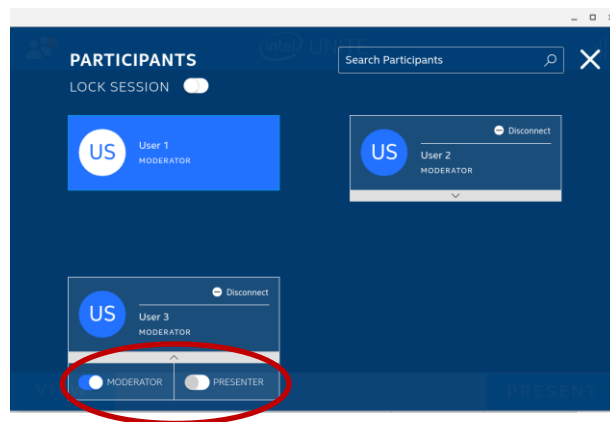 (intel) UNITE
PARTICIPANTS
Search Participants
LOCK SESSION
US
User 1
MODERATOR
Disconnect
US
User 2
MODERATOR
Disconnect
US
User 3
MODERATOR
MODERATOR
PRESENTER
PRESENT